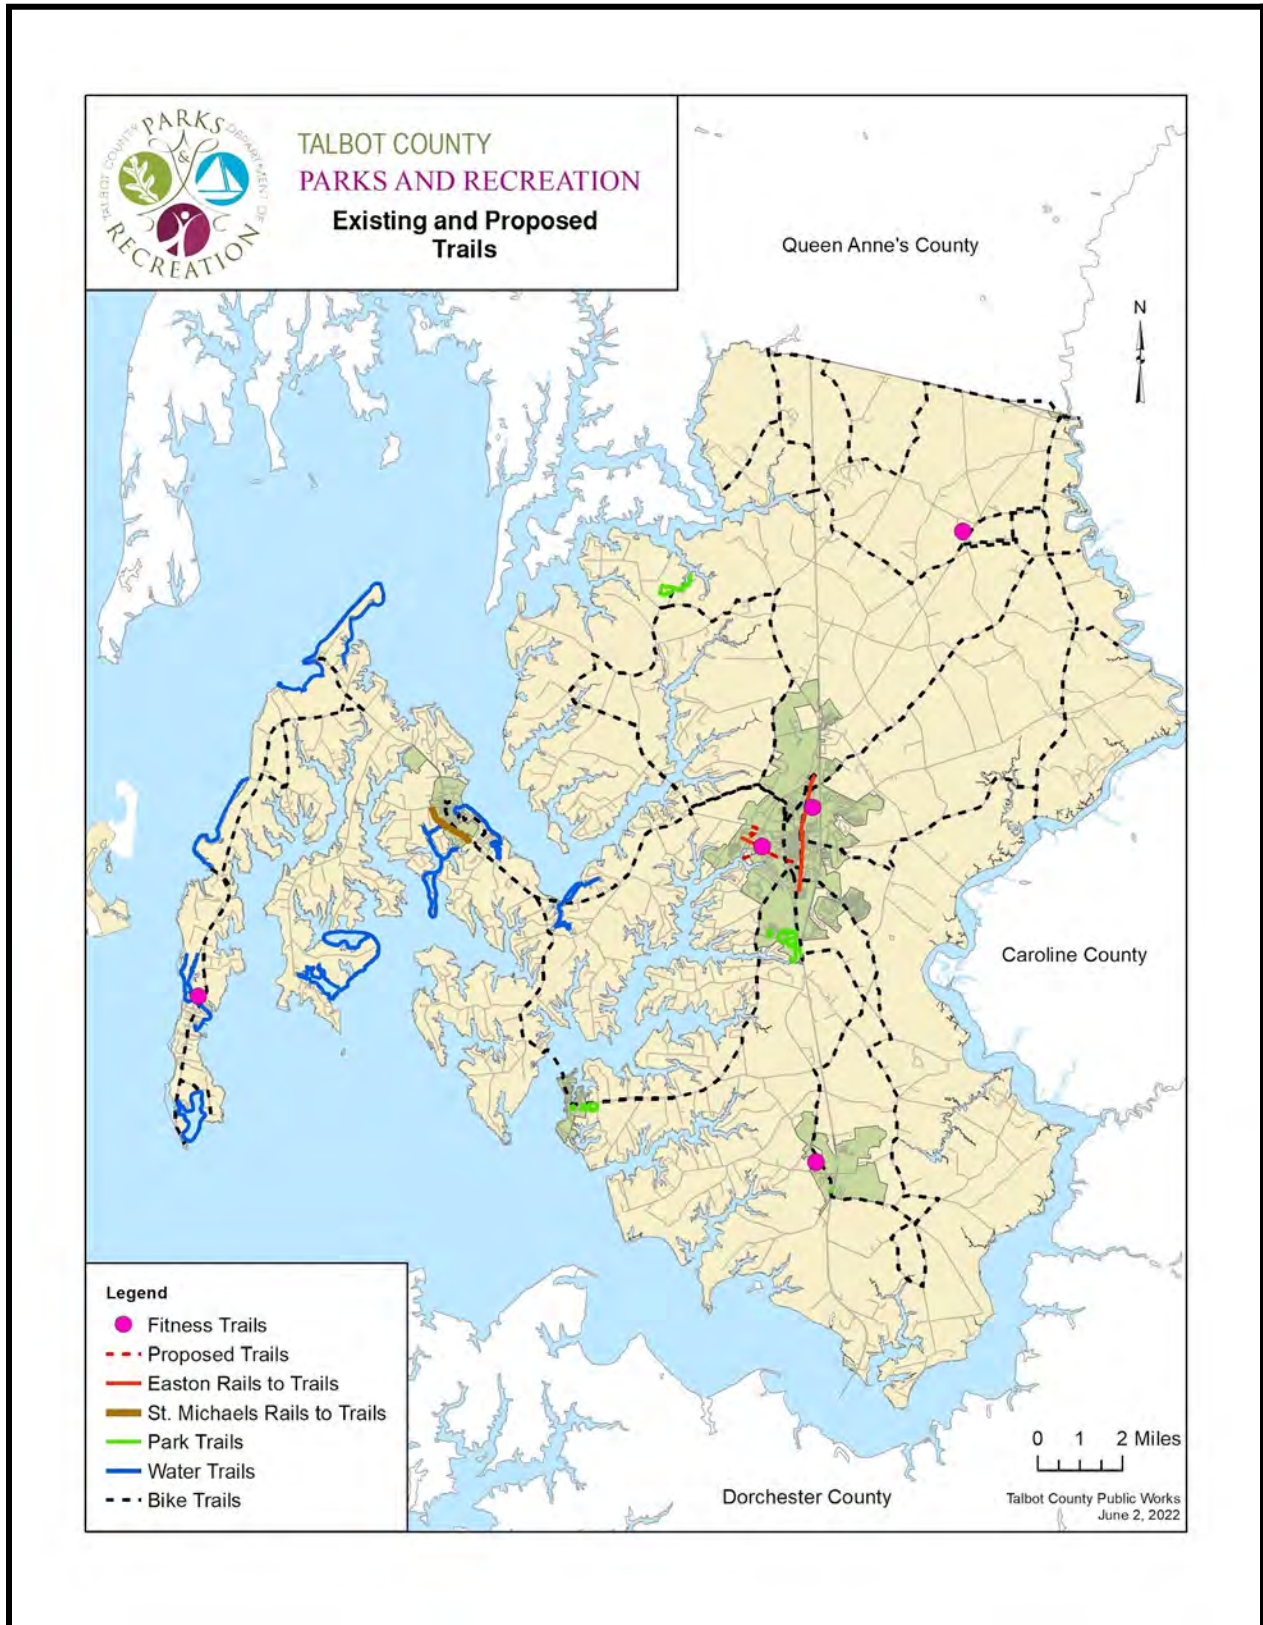 PARKS
&
RECREATION
TALBOT COUNTY
DEPARTMENT OF
TALBOT COUNTY
PARKS AND RECREATION
Existing and Proposed
Trails
Queen Anne's County
N
Caroline County
Legend
Fitness Trails
Proposed Trails
Easton Rails to Trails
St. Michaels Rails to Trails
Park Trails
Water Trails
Bike Trails
0 1 2 Miles
Dorchester County
Talbot County Public Works
June 2, 2022